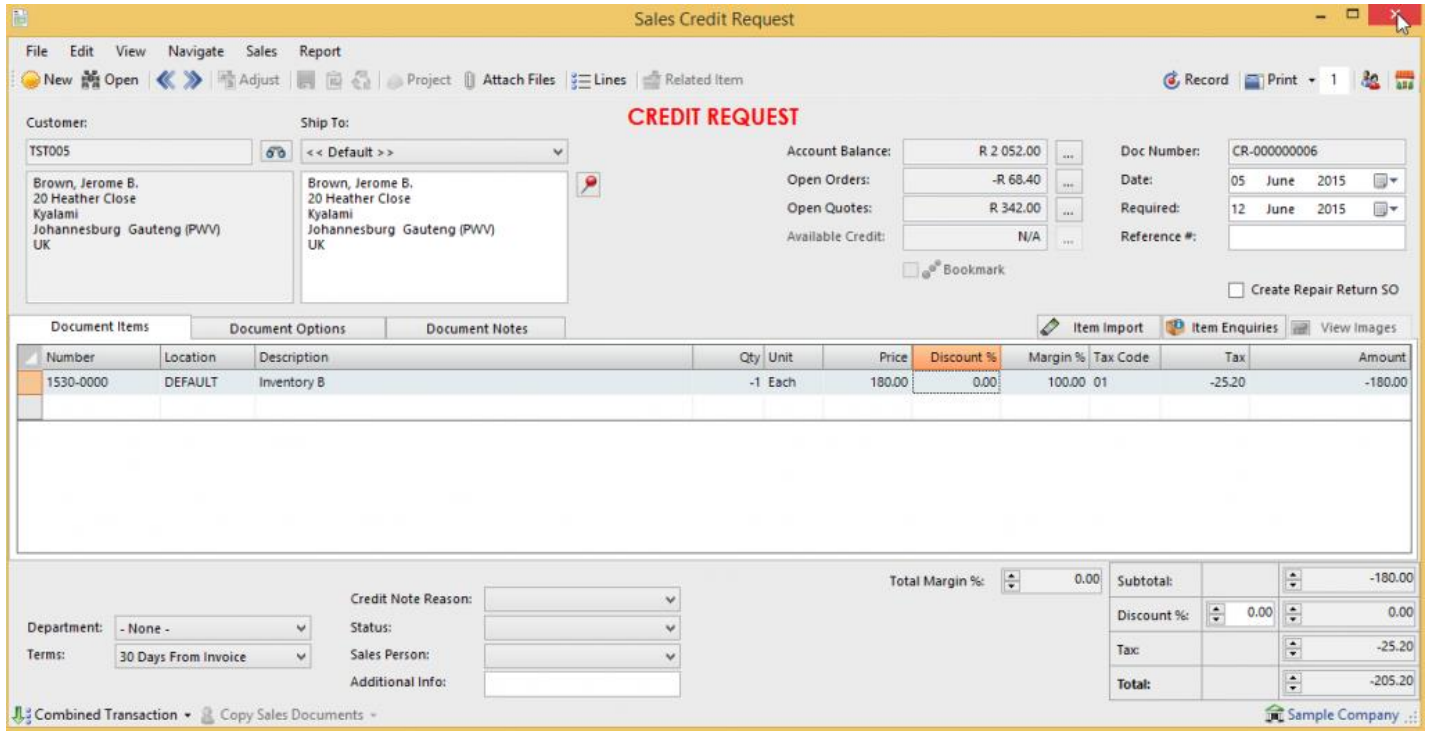 Sales Credit Request
File Edit View Navigate Sales Report
New Open Adjust Project Attach Files Lines Related Item Record Print 1
CREDIT REQUEST
Customer: Ship To:
TST005 << Default >> Account Balance: R 2 052.00 ... Doc Number: CR-000000006
Brown, Jerome B. Brown, Jerome B. Open Orders: -R 68.40 ... Date: 05 June 2015
20 Heather Close 20 Heather Close
Kyalami Kyalami Open Quotes: R 342.00 ... Required: 12 June 2015
Johannesburg Gauteng (PWV) Johannesburg Gauteng (PWV) Available Credit: N/A ... Reference #:
UK UK
Bookmark
Create Repair Return SO
Document Items Document Options Document Notes Item Import Item Enquiries View Images
Number Location Description Qty Unit Price Discount % Margin % Tax Code Tax Amount
1530-0000 DEFAULT Inventory B -1 Each 180.00 0.00 100.00 01 -25.20 -180.00
Total Margin %: 0.00 Subtotal: -180.00
Credit Note Reason:
Discount %: 0.00 0.00
Department: - None - Status:
Tax: -25.20
Terms: 30 Days From Invoice Sales Person:
Additional Info: Total: -205.20
Combined Transaction Copy Sales Documents Sample Company